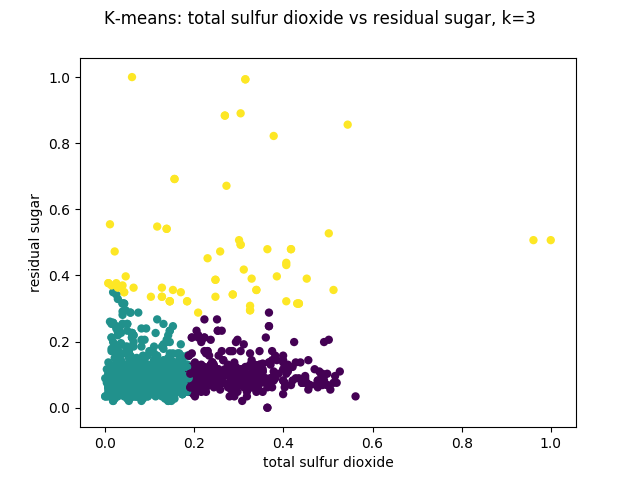 K-means: total sulfur dioxide vs residual sugar, k=3
1.0
0.8
0.6
0.4
0.2
0.0
residual sugar
0.0 0.2 0.4 0.6 0.8 1.0
total sulfur dioxide